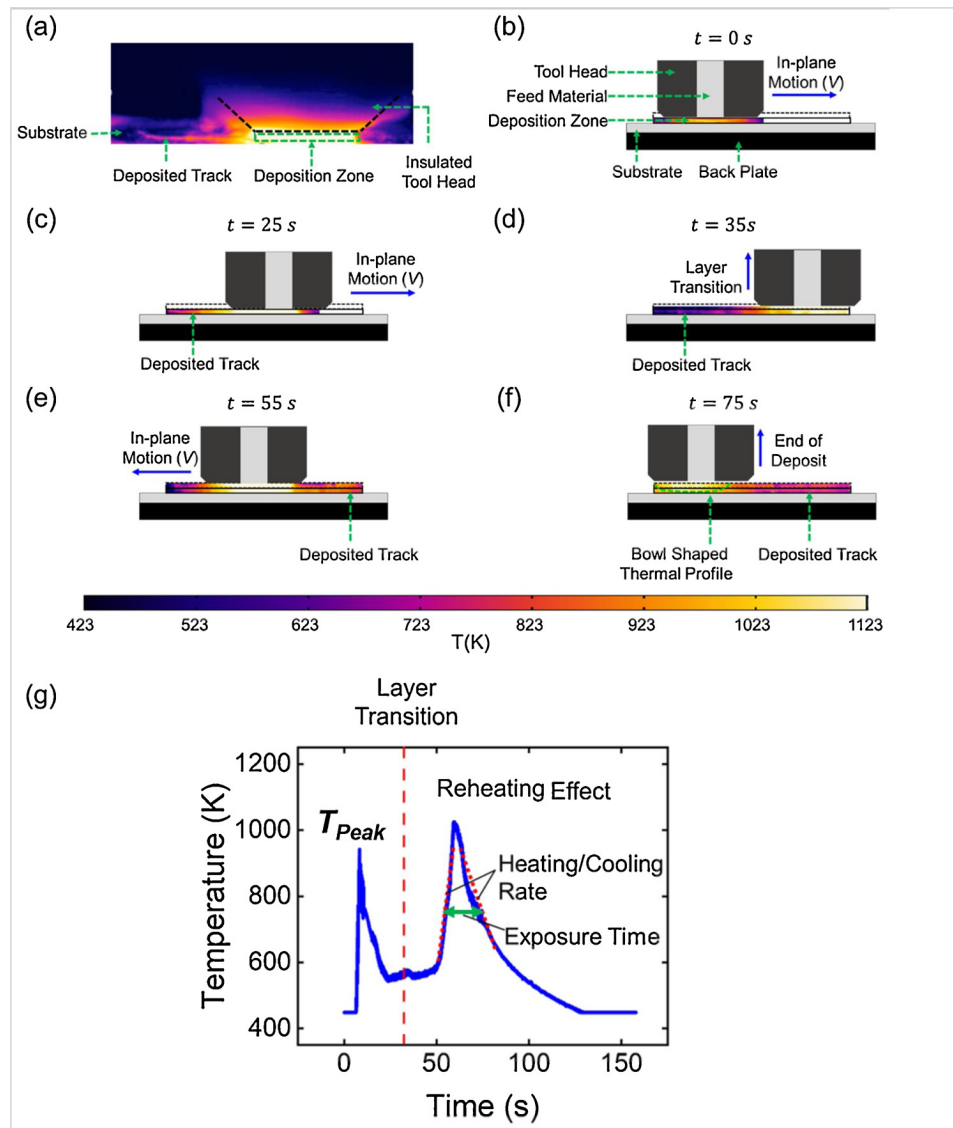 (a)
Substrate
Deposited Track
Deposition Zone
Insulated
Tool Head
(b)
t = 0 s
Tool Head
Feed Material
Deposition Zone
In-plane
Motion (V)
Substrate
Back Plate
(c)
t = 25 s
In-plane
Motion (V)
Deposited Track
(d)
t = 35s
Layer
Transition
Deposited Track
(e)
t = 55 s
In-plane
Motion (V)
Deposited Track
(f)
t = 75 s
End of
Deposit
Bowl Shaped
Thermal Profile
Deposited Track
423 523 623 723 823 923 1023 1123
T(K)
(g)
Layer
Transition
1200
1000
800
600
400
Temperature (K)
T_Peak
Reheating Effect
Heating/Cooling
Rate
Exposure Time
0 50 100 150
Time (s)